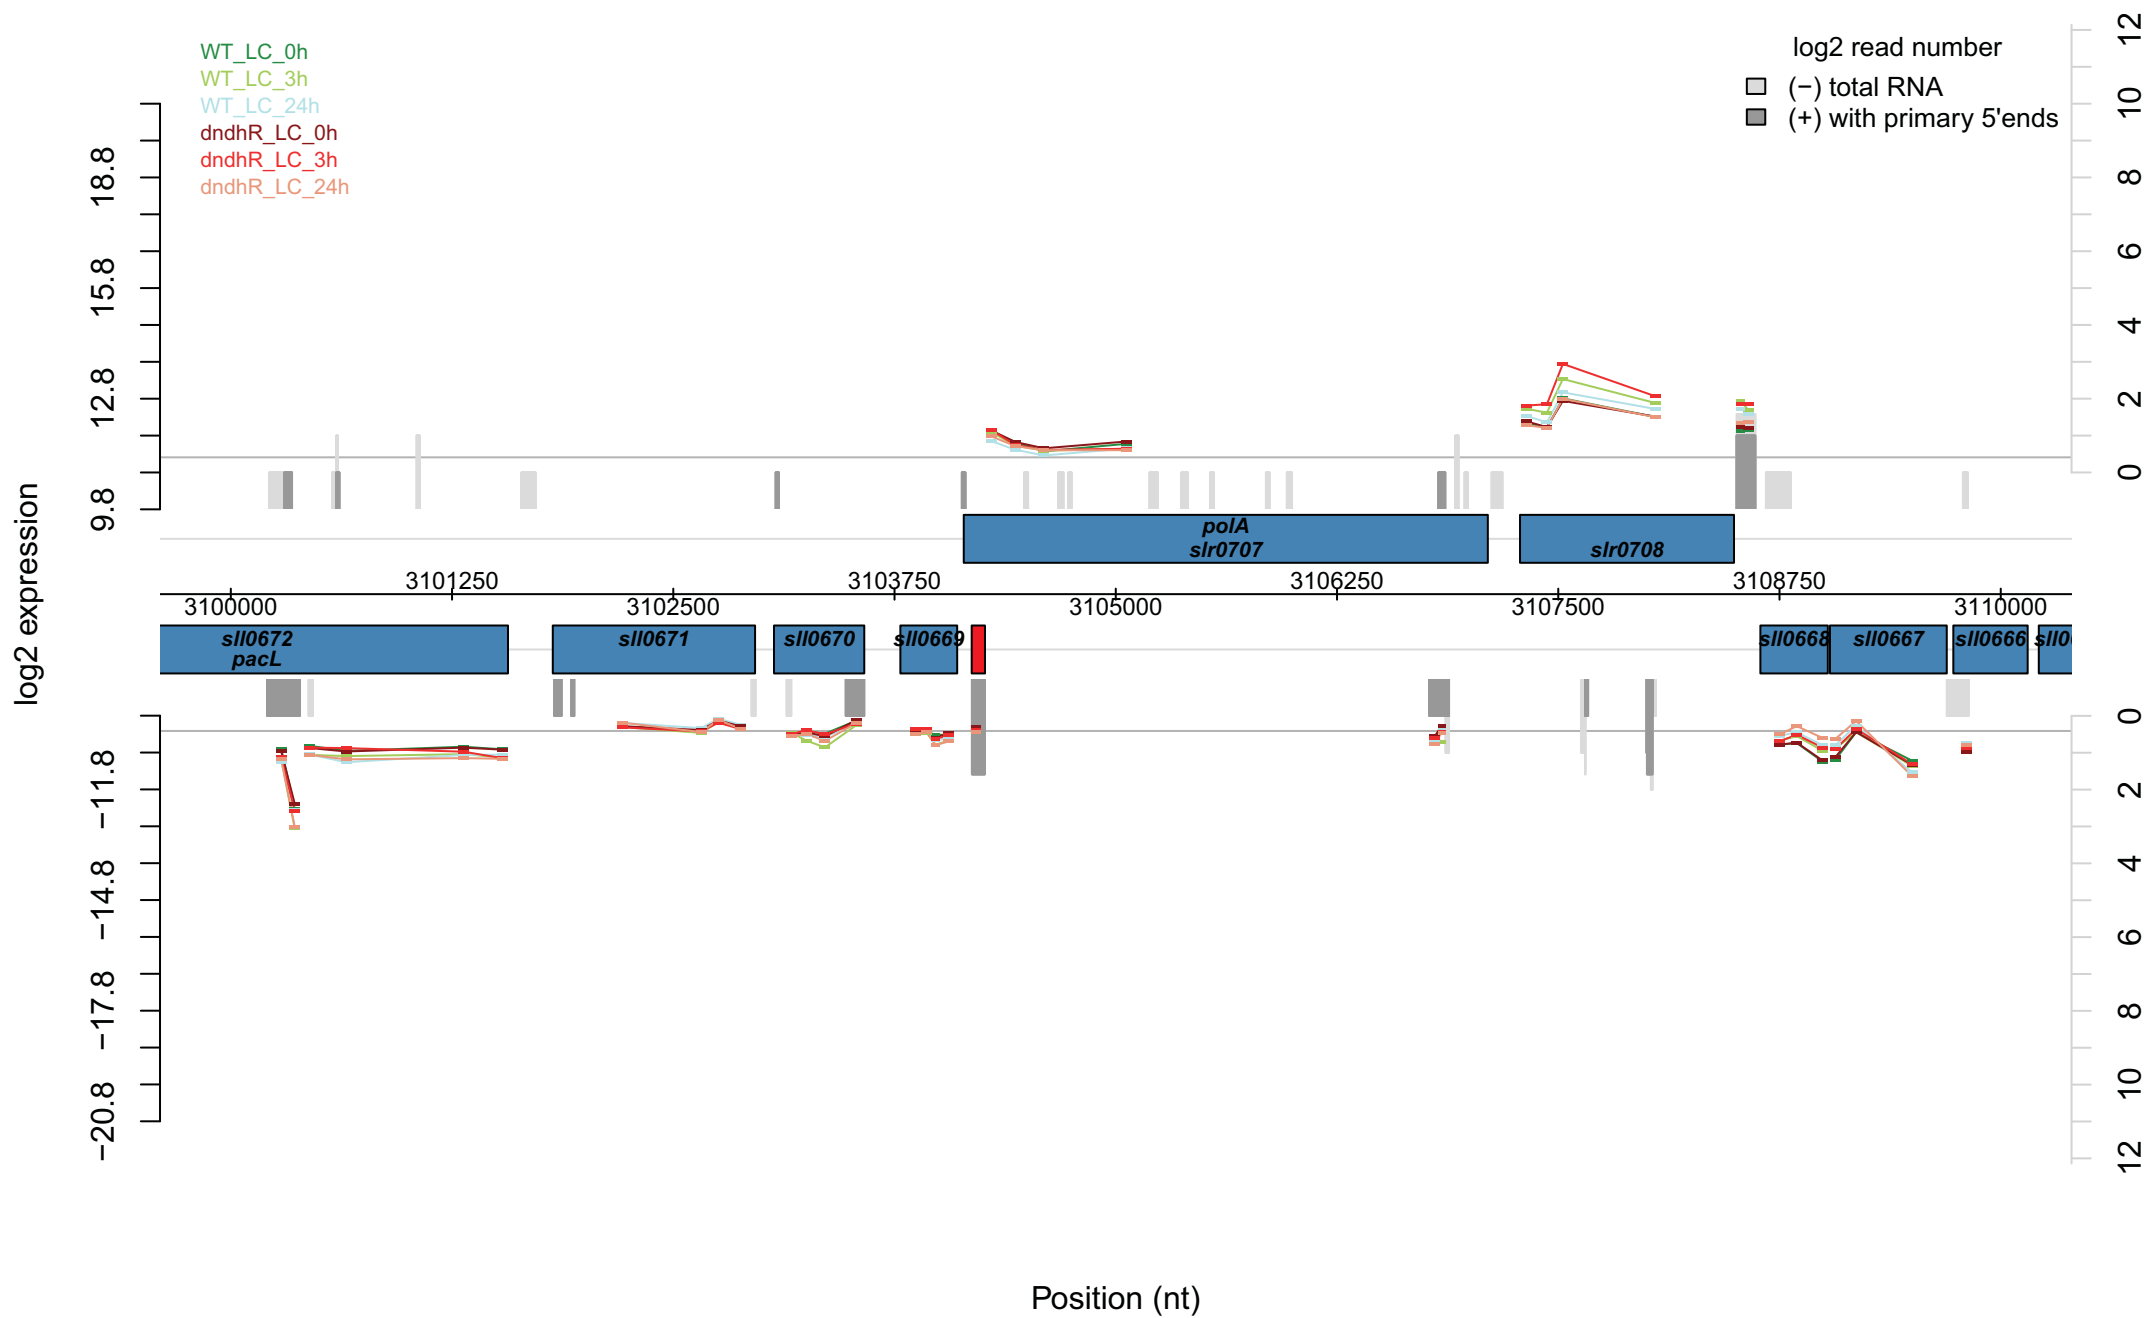 WT_LC_0h
WT_LC_3h
WT_LC_24h
dndhR_LC_0h
dndhR_LC_3h
dndhR_LC_24h
log2 read number
(−) total RNA
(+) with primary 5'ends
log2 expression
18.8
15.8
12.8
9.8
12
10
8
6
4
2
0
polA
slr0707
slr0708
3101250
3103750
3106250
3108750
3100000
3102500
3105000
3107500
3110000
sll0672
pacL
sll0671
sll0670
sll0669
sll0668
sll0667
sll0666
sll0
−11.8
−14.8
−17.8
−20.8
0
2
4
6
8
10
12
Position (nt)